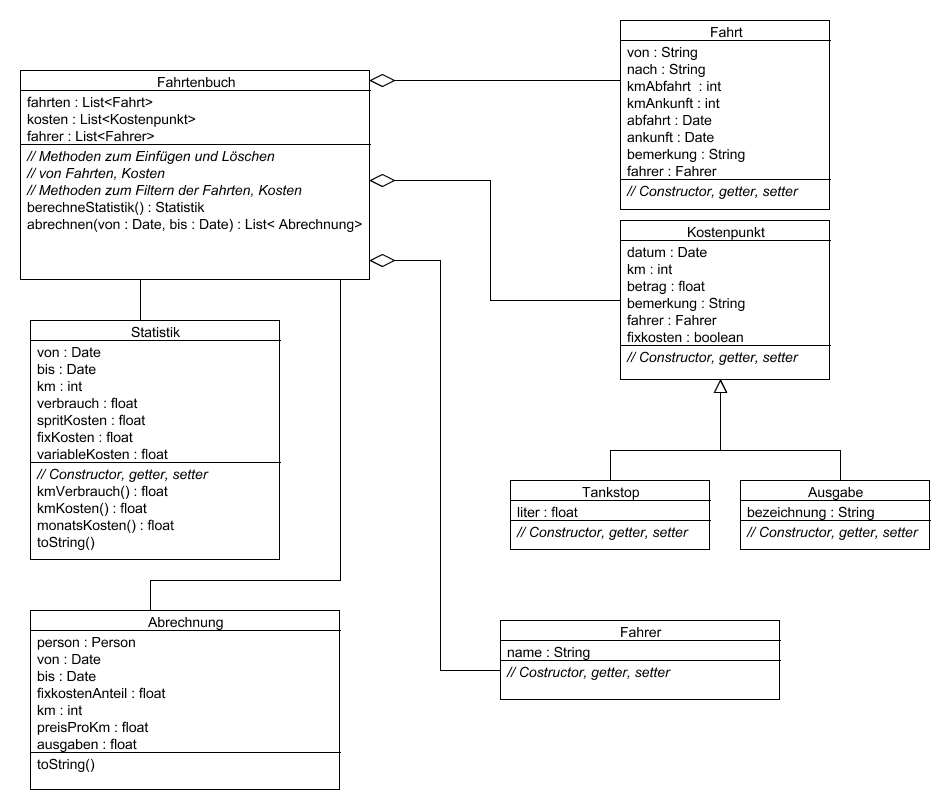 Fahrtenbuch
fahrten : List<Fahrt>
kosten : List<Kostenpunkt>
fahrer : List<Fahrer>
// Methoden zum Einfügen und Löschen
// von Fahrten, Kosten
// Methoden zum Filtern der Fahrten, Kosten
berechneStatistik() : Statistik
abrechnen(von : Date, bis : Date) : List< Abrechnung>
Fahrt
von : String
nach : String
kmAbfahrt : int
kmAnkunft : int
abfahrt : Date
ankunft : Date
bemerkung : String
fahrer : Fahrer
// Constructor, getter, setter
Kostenpunkt
datum : Date
km : int
betrag : float
bemerkung : String
fahrer : Fahrer
fixkosten : boolean
// Constructor, getter, setter
Statistik
von : Date
bis : Date
km : int
verbrauch : float
spritKosten : float
fixKosten : float
variableKosten : float
// Constructor, getter, setter
kmVerbrauch() : float
kmKosten() : float
monatsKosten() : float
toString()
Tankstop
liter : float
// Constructor, getter, setter
Ausgabe
bezeichnung : String
// Constructor, getter, setter
Abrechnung
person : Person
von : Date
bis : Date
fixkostenAnteil : float
km : int
preisProKm : float
ausgaben : float
toString()
Fahrer
name : String
// Costructor, getter, setter